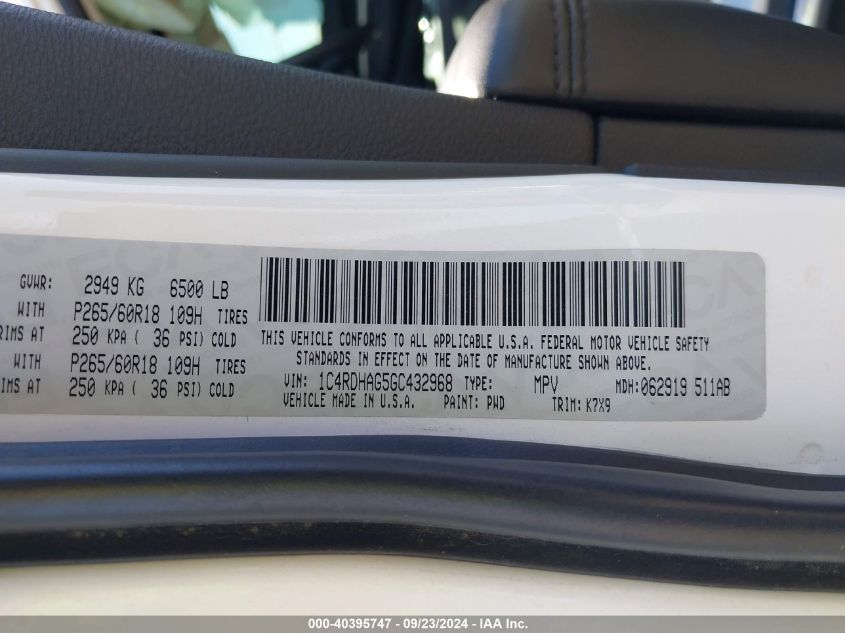 GVWR: 2949 KG 6500 LB
WITH P265/60R18 109H TIRES
RIMS AT 250 KPA ( 36 PSI) COLD
WITH P265/60R18 109H TIRES
RIMS AT 250 KPA ( 36 PSI) COLD
THIS VEHICLE CONFORMS TO ALL APPLICABLE U.S.A. FEDERAL MOTOR VEHICLE SAFETY
STANDARDS IN EFFECT ON THE DATE OF MANUFACTURE SHOWN ABOVE.
VIN: 1C4RDHAG5GC432968 TYPE: MPV MDH: 062919 511AB
VEHICLE MADE IN U.S.A. PAINT: PWD TRIM: K7X9
000-40395747 - 09/23/2024 - IAA Inc.